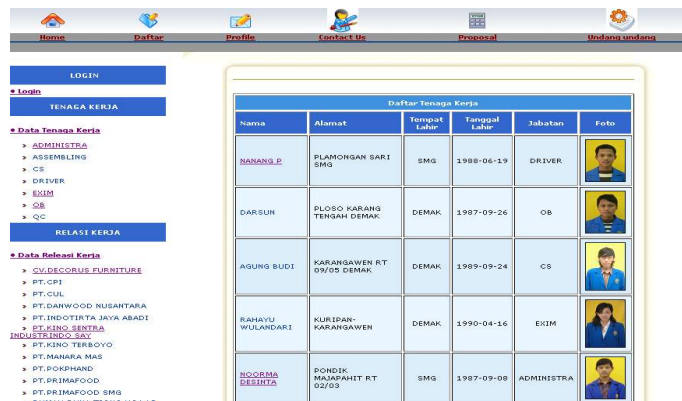 Home Daftar Profile Contact Us Proposal Undang undang
LOGIN
• Login
TENAGA KERJA
• Data Tenaga Kerja
» ADMINISTRA
» ASSEMBLING
» CS
» DRIVER
» EXIM
» OB
» QC
RELASI KERJA
• Data Releasi Kerja
» CV.DECORUS FURNITURE
» PT.CPI
» PT.CUL
» PT.DANWOOD NUSANTARA
» PT.INDOTIRTA JAYA ABADI
» PT.KINO SENTRA
INDUSTRINDO SAY
» PT.KINO TERBOYO
» PT.MANARA MAS
» PT.POKPHAND
» PT.PRIMAFOOD
» PT.PRIMAFOOD SMG
Daftar Tenaga Kerja
Nama Alamat Tempat Lahir Tanggal Lahir Jabatan Foto
NANANG P PLAMONGAN SARI SMG SMG 1988-06-19 DRIVER
DARSUN PLOSO KARANG TENGAH DEMAK DEMAK 1987-09-26 OB
AGUNG BUDI KARANGAWEN RT 09/05 DEMAK DEMAK 1989-09-24 CS
RAHAYU WULANDARI KURIPAN-KARANGAWEN DEMAK 1990-04-16 EXIM
NOORMA DESINTA PONDIK MAJAPAHIT RT 02/03 SMG 1987-09-08 ADMINISTRA